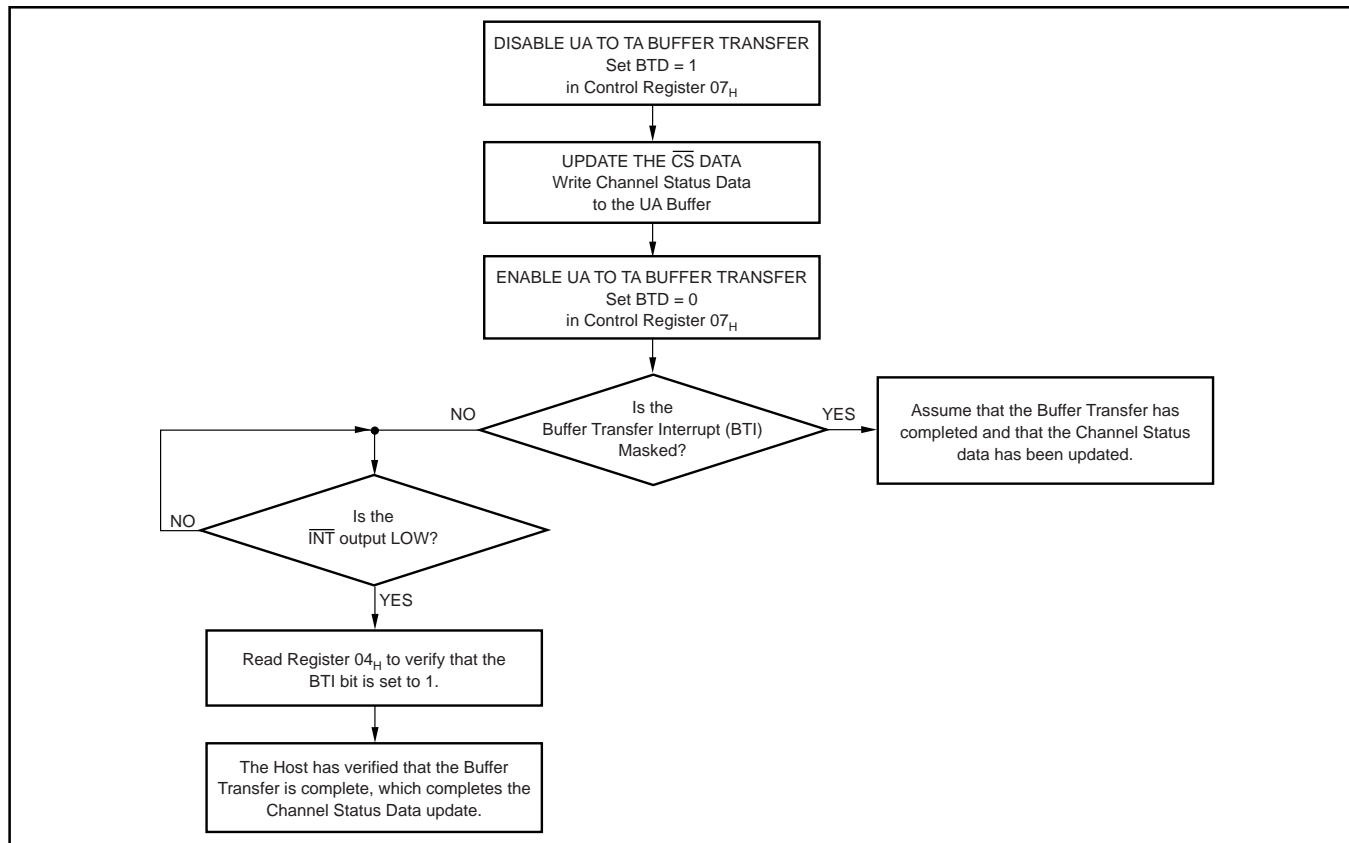 DISABLE UA TO TA BUFFER TRANSFER
Set BTD = 1
in Control Register 07H
UPDATE THE C̅S̅ DATA
Write Channel Status Data
to the UA Buffer
ENABLE UA TO TA BUFFER TRANSFER
Set BTD = 0
in Control Register 07H
Is the
Buffer Transfer Interrupt (BTI)
Masked?
NO
YES
Assume that the Buffer Transfer has
completed and that the Channel Status
data has been updated.
Is the
I̅N̅T̅ output LOW?
NO
YES
Read Register 04H to verify that the
BTI bit is set to 1.
The Host has verified that the Buffer
Transfer is complete, which completes the
Channel Status Data update.